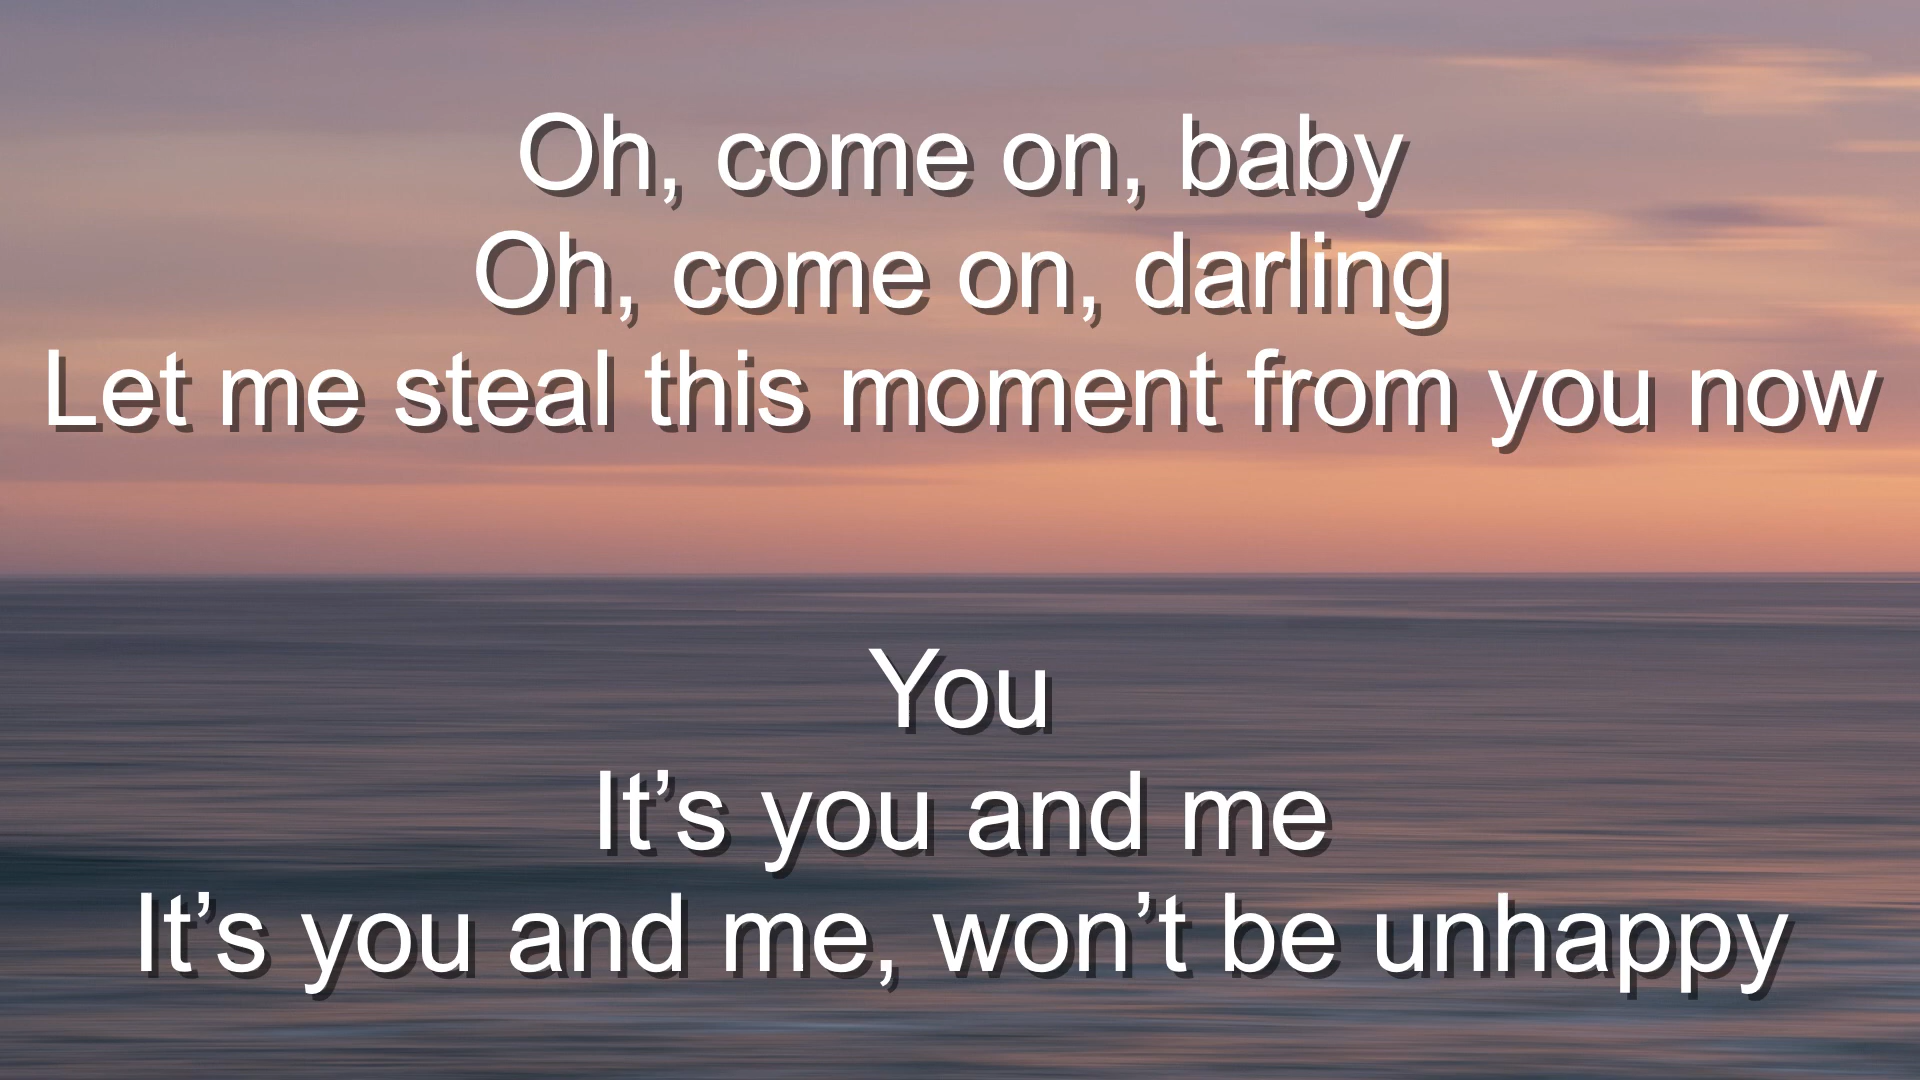 Oh, come on, baby
Oh, come on, darling
Let me steal this moment from you now
You
It’s you and me
It’s you and me, won’t be unhappy